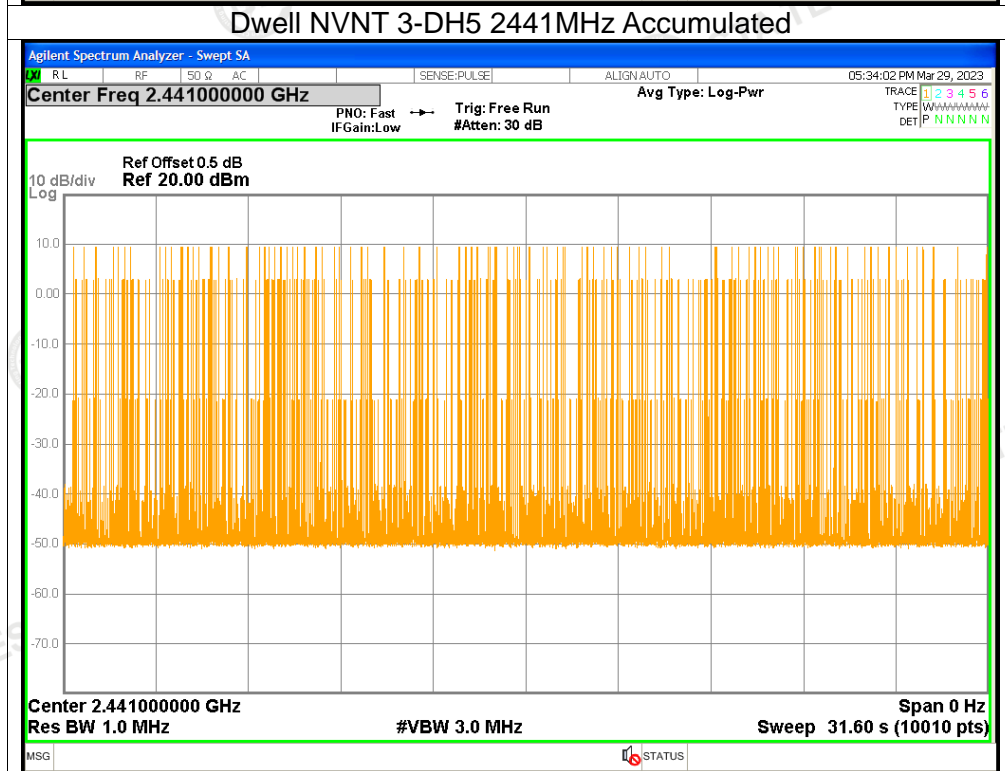 Dwell NVNT 3-DH5 2441MHz Accumulated
Agilent Spectrum Analyzer - Swept SA
LXI RL RF 50 Ω AC SENSE:PULSE ALIGN AUTO 05:34:02 PM Mar 29, 2023
Center Freq 2.441000000 GHz Avg Type: Log-Pwr TRACE 1 2 3 4 5 6
PNO: Fast Trig: Free Run TYPE WWWWWWW
IFGain:Low #Atten: 30 dB DET P N N N N N
Ref Offset 0.5 dB
10 dB/div Ref 20.00 dBm
Log
10.0
0.00
-10.0
-20.0
-30.0
-40.0
-50.0
-60.0
-70.0
Center 2.441000000 GHz Span 0 Hz
Res BW 1.0 MHz #VBW 3.0 MHz Sweep 31.60 s (10010 pts)
MSG STATUS